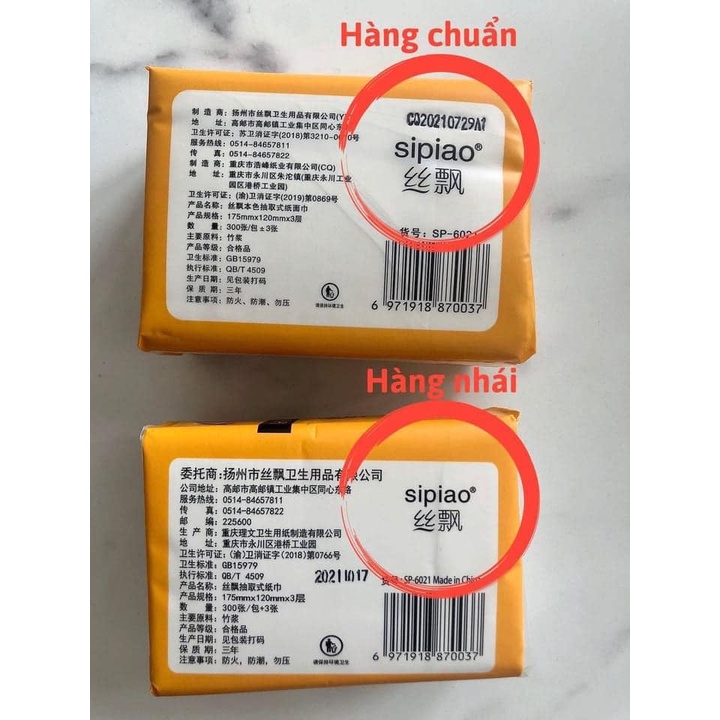 Hàng chuẩn
制 造 商：扬州市丝飘卫生用品有限公司(Y
地 址：高邮市高邮镇工业集中区同心东
卫生许可证：苏卫消证字(2018)第3210-0
服务热线：0514-84657811
传 真：0514-84657822
制 造 商：重庆市浩峰纸业有限公司(CQ)
地 址：重庆市永川区朱沱镇(重庆永川工业
园区港桥工业园)
卫生许可证：(渝)卫消证字(2019)第0869号
产品名称：丝飘本色抽取式纸面巾
产品规格：175mmx120mmx3层
数 量：300张/包±3张
主要原料：竹浆
产品等级：合格品
卫生标准：GB15979
执行标准：QB/T 4509
生产日期：见包装打码
保 质 期：三年
注意事项：防火、防潮、勿压
CQ20210729A1
sipiao®
丝飘
货号：SP-6021
请保持环境卫生
6 971918 870037
Hàng nhái
委托商：扬州市丝飘卫生用品有限公司
公司地址：高邮市高邮镇工业集中区同心东路
服务热线：0514-84657811
传 真：0514-84657822
邮 编：225600
生 产 商：重庆理文卫生用纸制造有限公司
地 址：重庆市永川区港桥工业园
卫生许可证：(渝)卫消证字(2018)第0766号
卫生标准：GB15979
执行标准：QB/T 4509
产品名称：丝飘抽取式纸巾
产品规格：175mmx120mmx3层
数 量：300张/包+3张
主要原料：竹浆
产品等级：合格品
生产日期：见包装打码
保 质 期：三年
注意事项：防火，防潮，勿压
20211017
sipiao®
丝飘
货号：SP-6021 Made in China
请保持环境卫生
6 971918 870037